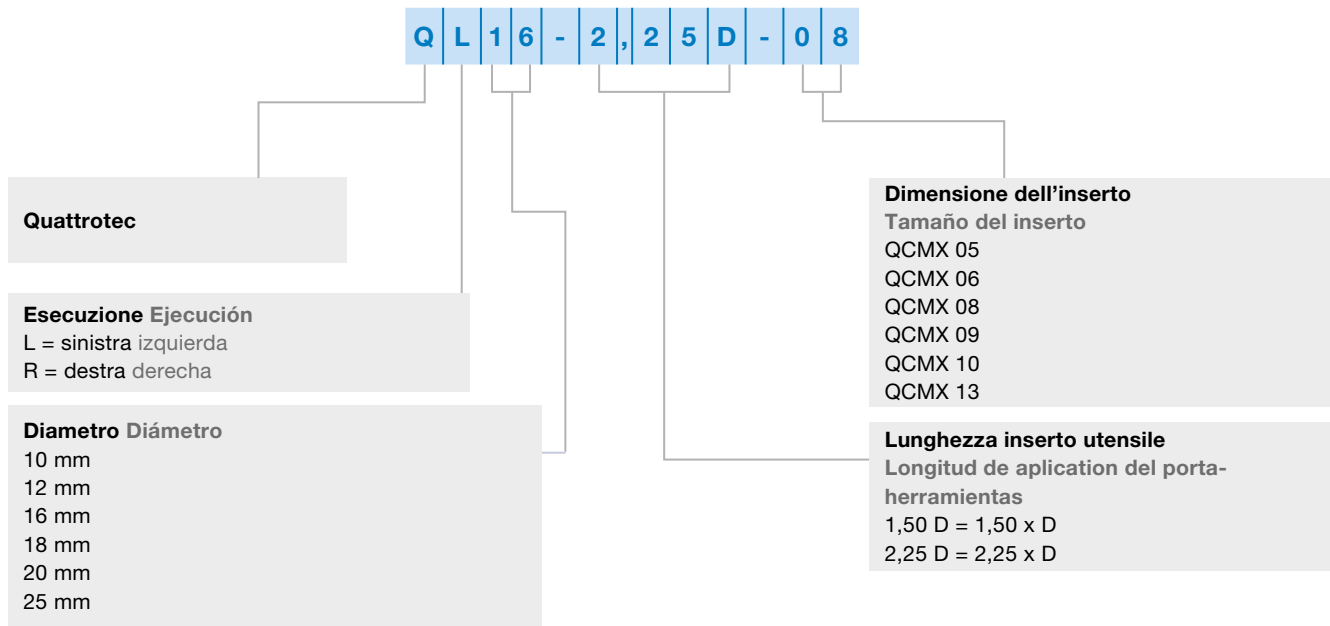 QL16-2,25D-08
Quattrotec
Esecuzione Ejecución
L = sinistra izquierda
R = destra derecha
Diametro Diámetro
10 mm
12 mm
16 mm
18 mm
20 mm
25 mm
Dimensione dell’inserto
Tamaño del inserto
QCMX 05
QCMX 06
QCMX 08
QCMX 09
QCMX 10
QCMX 13
Lunghezza inserto utensile
Longitud de aplication del porta-
herramientas
1,50 D = 1,50 x D
2,25 D = 2,25 x D